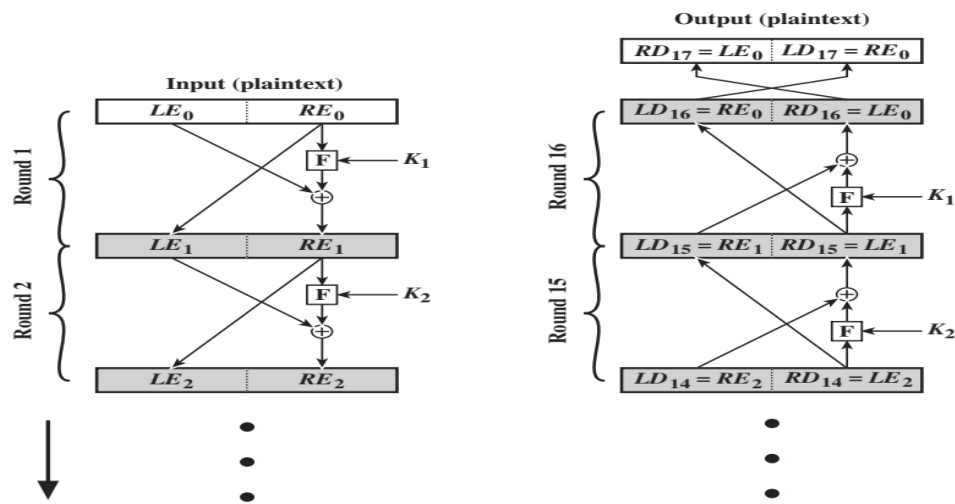 Input (plaintext)
LE0 RE0
Round 1
F K1
+
LE1 RE1
Round 2
F K2
+
LE2 RE2
Output (plaintext)
RD17 = LE0 LD17 = RE0
LD16 = RE0 RD16 = LE0
Round 16
+
F K1
LD15 = RE1 RD15 = LE1
Round 15
+
F K2
LD14 = RE2 RD14 = LE2